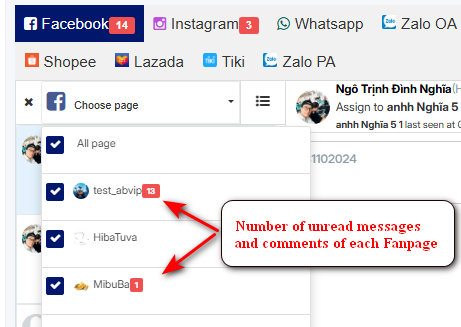 Facebook 14 Instagram 3 Whatsapp Zalo Zalo OA
Shopee Lazada Tiki Zalo Zalo PA
Choose page
Ngô Trịnh Đình Nghĩa(H
Assign to anhh Nghĩa 5
anhh Nghĩa 5 1 last seen at
All page
1102024
test_abvip 13
HibaTuva
MibuBa 1
Number of unread messages
and comments of each Fanpage